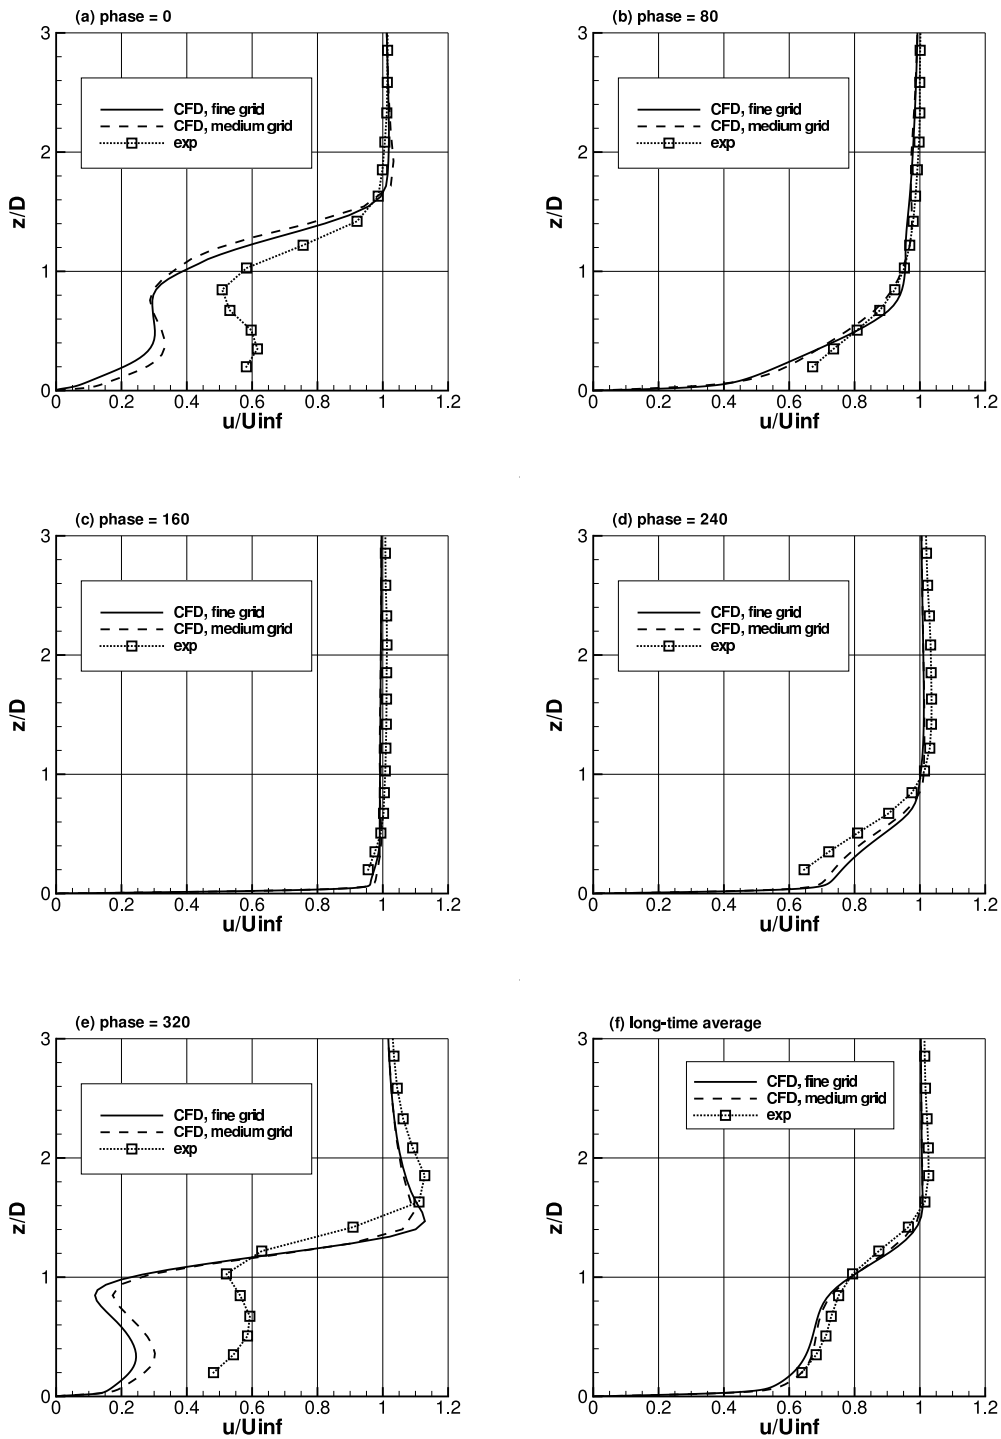 (a) phase = 0
3
2
1
0
z/D
CFD, fine grid
CFD, medium grid
exp
0 0.2 0.4 0.6 0.8 1 1.2
u/Uinf
(b) phase = 80
3
2
1
0
z/D
CFD, fine grid
CFD, medium grid
exp
0 0.2 0.4 0.6 0.8 1 1.2
u/Uinf
(c) phase = 160
3
2
1
0
z/D
CFD, fine grid
CFD, medium grid
exp
0 0.2 0.4 0.6 0.8 1 1.2
u/Uinf
(d) phase = 240
3
2
1
0
z/D
CFD, fine grid
CFD, medium grid
exp
0 0.2 0.4 0.6 0.8 1 1.2
u/Uinf
(e) phase = 320
3
2
1
0
z/D
CFD, fine grid
CFD, medium grid
exp
0 0.2 0.4 0.6 0.8 1 1.2
u/Uinf
(f) long-time average
3
2
1
0
z/D
CFD, fine grid
CFD, medium grid
exp
0 0.2 0.4 0.6 0.8 1 1.2
u/Uinf